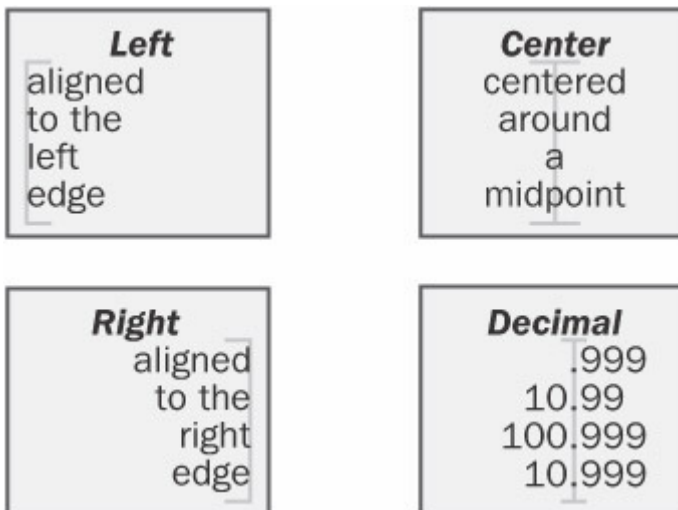 Left
aligned
to the
left
edge
Center
centered
around
a
midpoint
Right
aligned
to the
right
edge
Decimal
.999
10.99
100.999
10.999